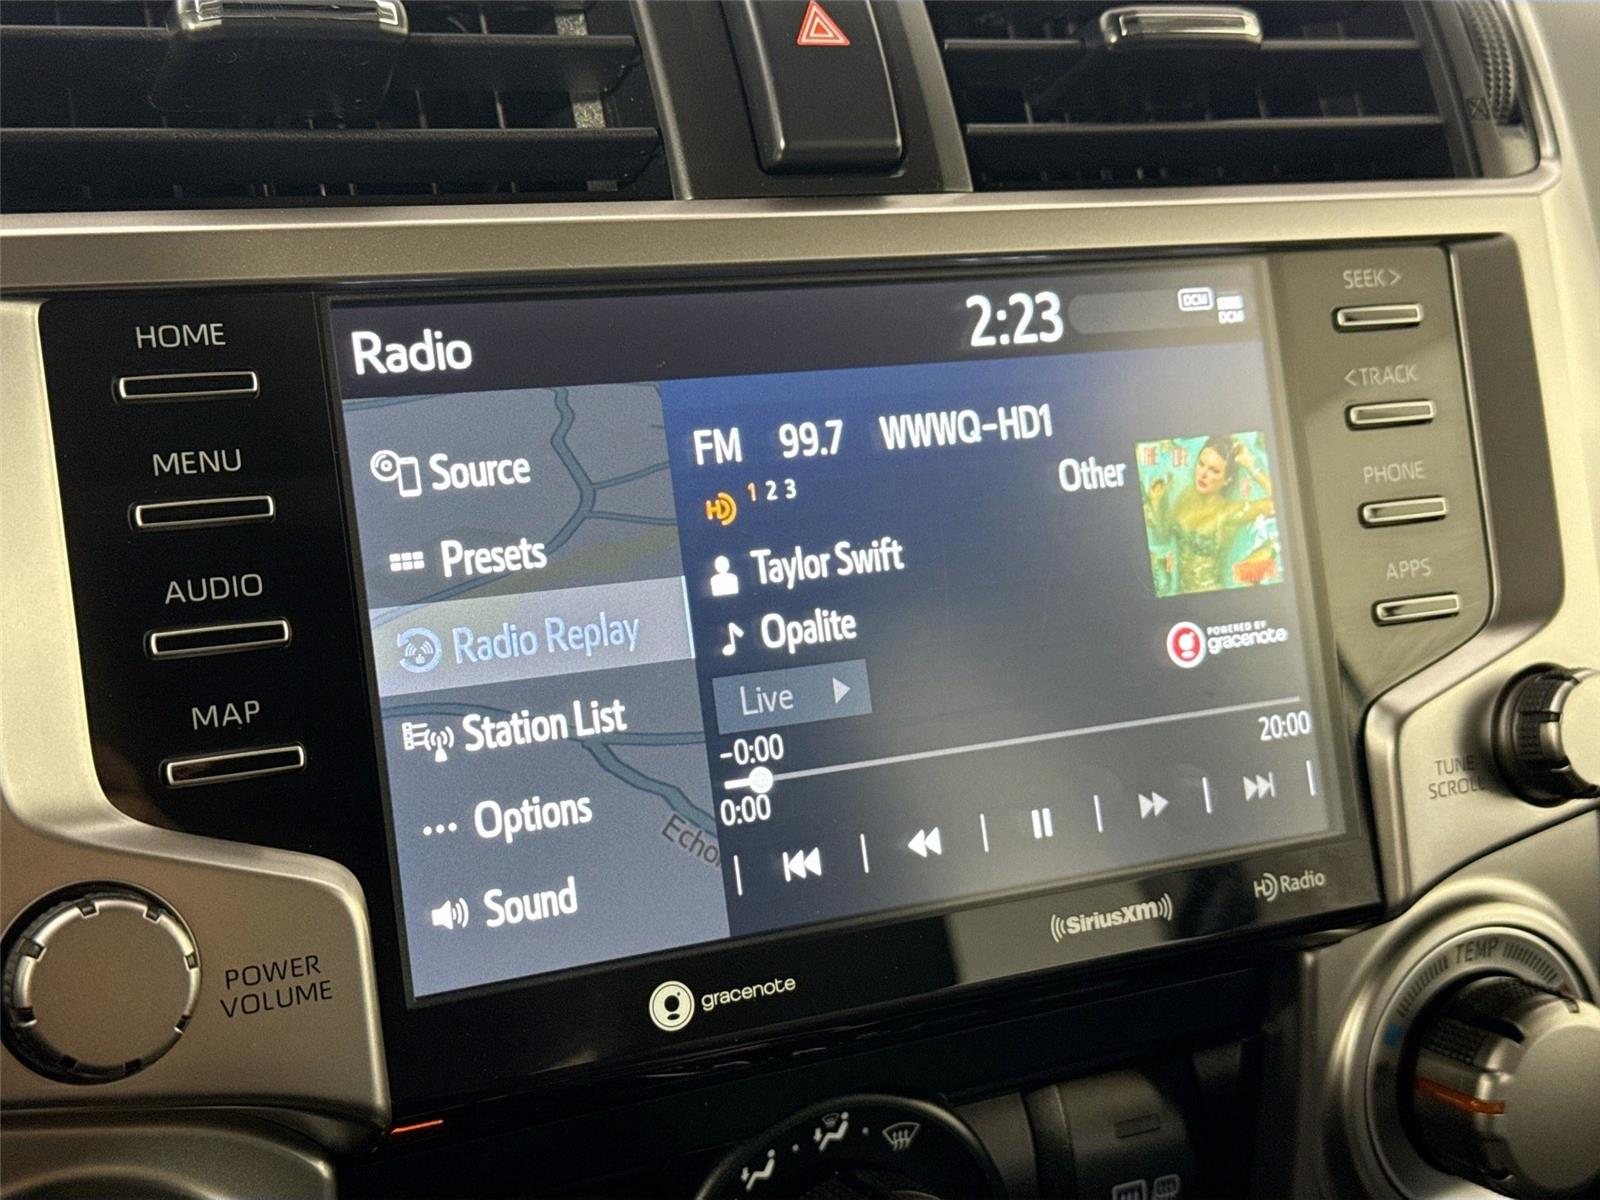 HOME
MENU
AUDIO
MAP
POWER
VOLUME
Radio
2:23
DCM
DCM
Source
Presets
Radio Replay
Station List
Options
Sound
FM 99.7 WWWQ-HD1
HD 1 2 3
Other
Taylor Swift
Opalite
POWERED BY
gracenote
Live
-0:00
20:00
0:00
gracenote
((SiriusXM))
HD Radio
SEEK >
< TRACK
PHONE
APPS
TUNE
SCROLL
TEMP